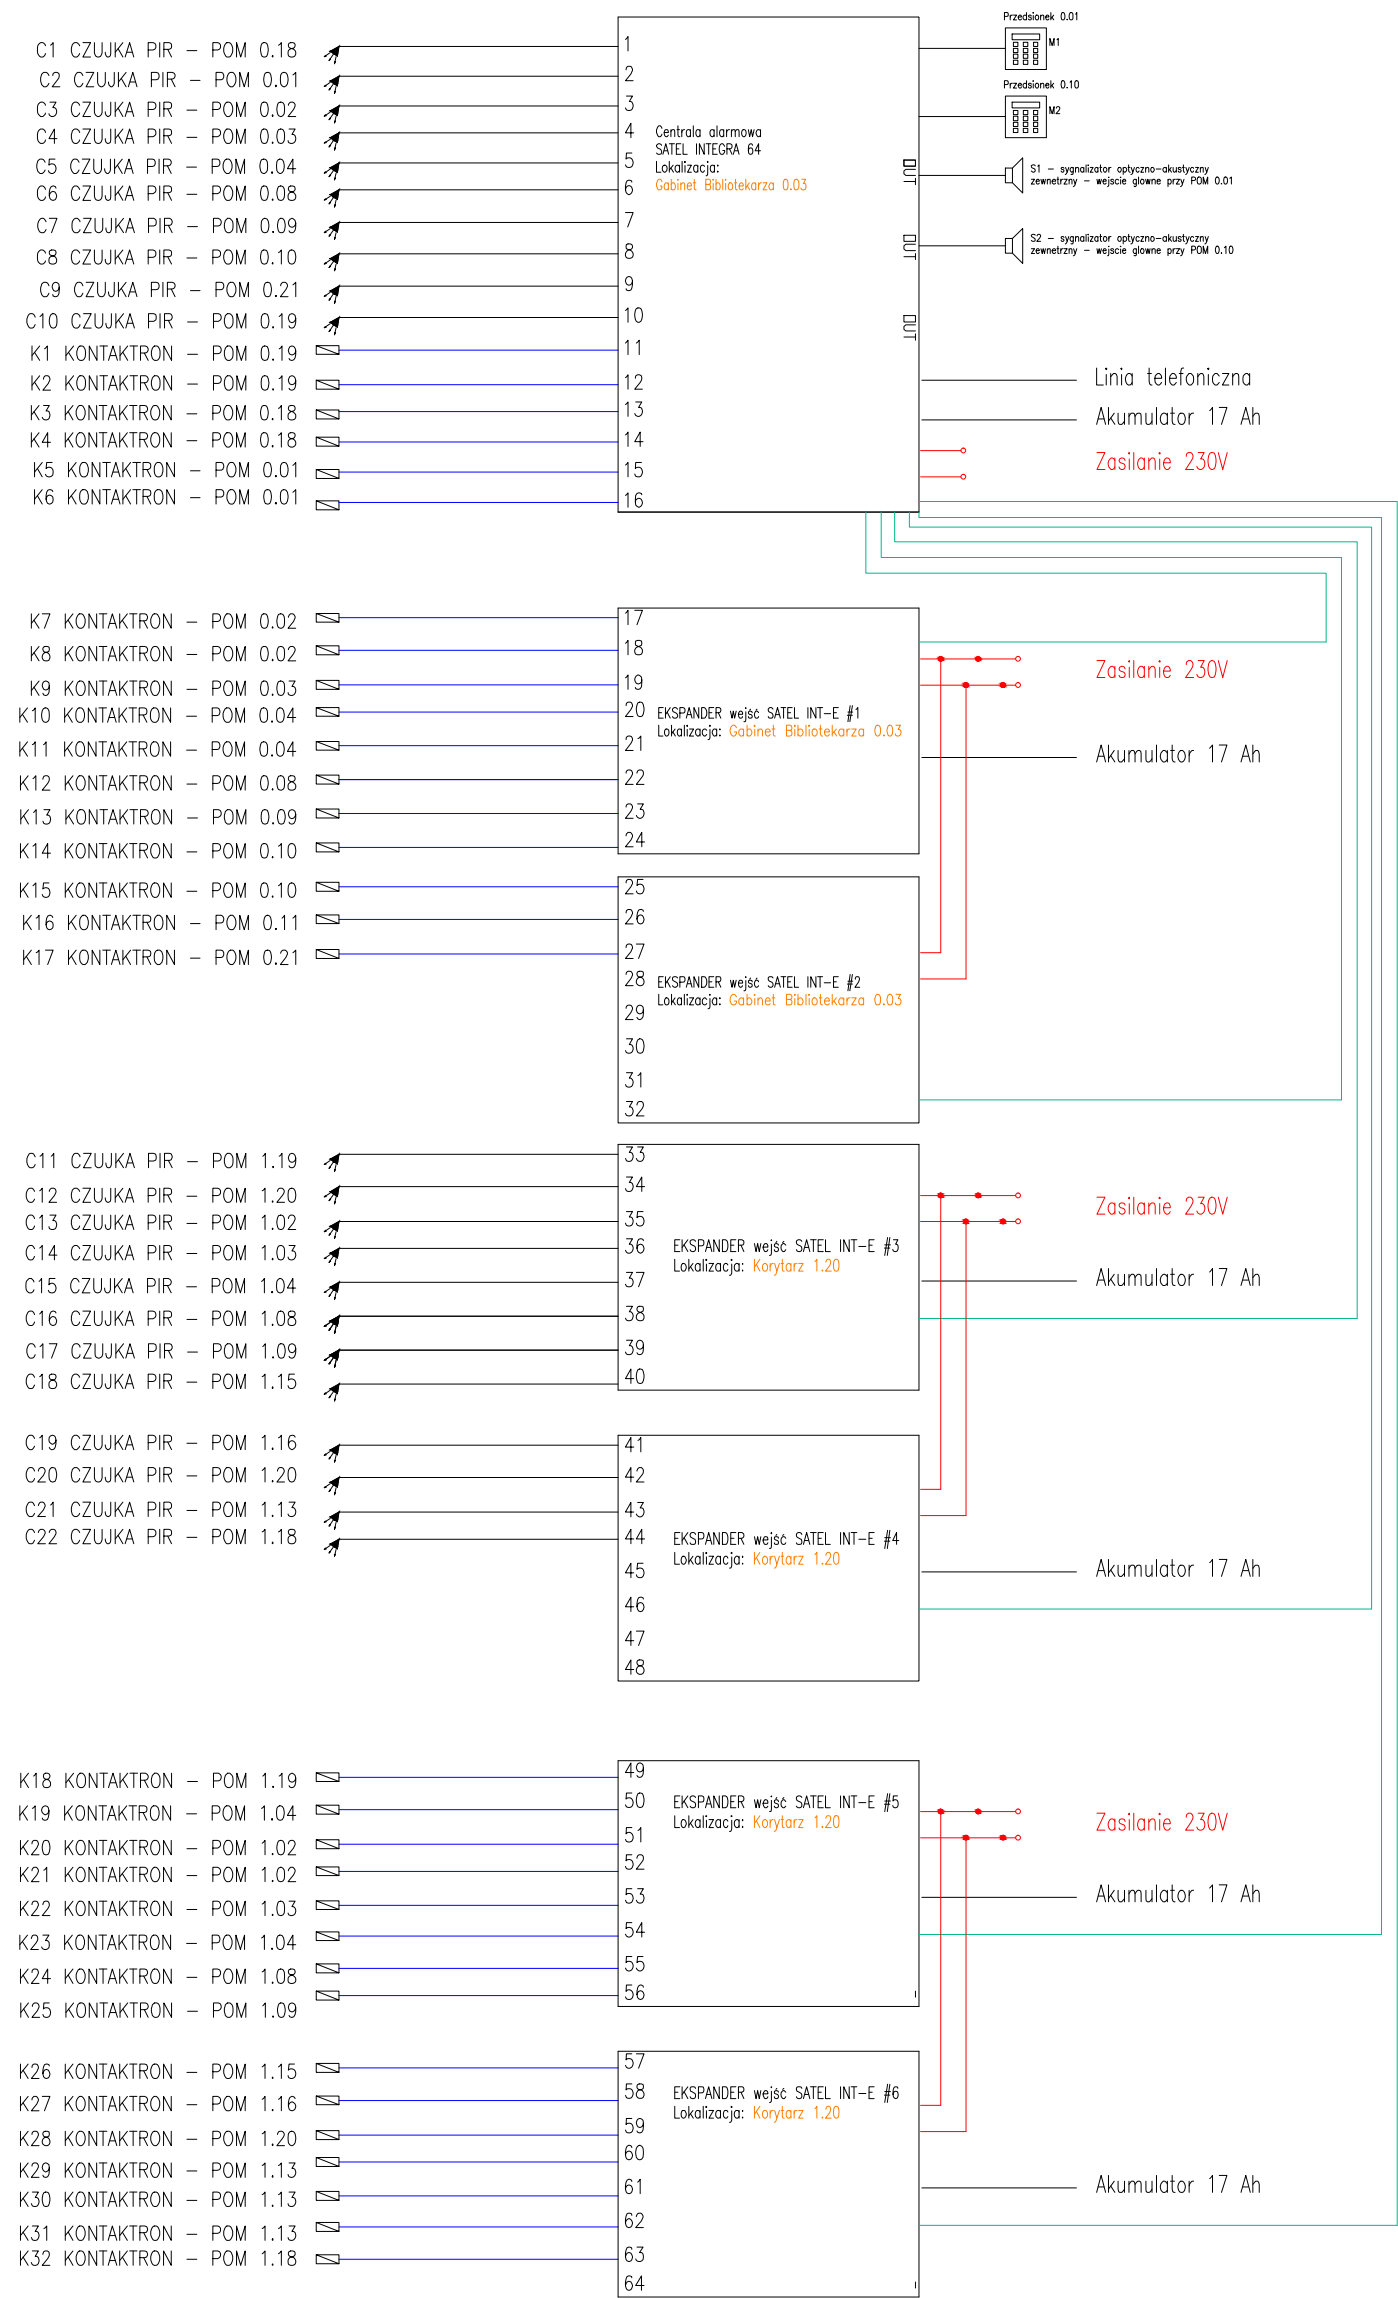 Przedsionek 0.01
M1
Przedsionek 0.10
M2
C1 CZUJKA PIR – POM 0.18
1
C2 CZUJKA PIR – POM 0.01
2
C3 CZUJKA PIR – POM 0.02
3
C4 CZUJKA PIR – POM 0.03
4
C5 CZUJKA PIR – POM 0.04
5
C6 CZUJKA PIR – POM 0.08
6
C7 CZUJKA PIR – POM 0.09
7
C8 CZUJKA PIR – POM 0.10
8
C9 CZUJKA PIR – POM 0.21
9
C10 CZUJKA PIR – POM 0.19
10
K1 KONTAKTRON – POM 0.19
11
K2 KONTAKTRON – POM 0.19
12
K3 KONTAKTRON – POM 0.18
13
K4 KONTAKTRON – POM 0.18
14
K5 KONTAKTRON – POM 0.01
15
K6 KONTAKTRON – POM 0.01
16
Centrala alarmowa
SATEL INTEGRA 64
Lokalizacja:
Gabinet Bibliotekarza 0.03
OUT
S1 – sygnalizator optyczno–akustyczny
zewnetrzny – wejscie glowne przy POM 0.01
OUT
S2 – sygnalizator optyczno–akustyczny
zewnetrzny – wejscie glowne przy POM 0.10
OUT
Linia telefoniczna
Akumulator 17 Ah
Zasilanie 230V
K7 KONTAKTRON – POM 0.02
17
K8 KONTAKTRON – POM 0.02
18
K9 KONTAKTRON – POM 0.03
19
K10 KONTAKTRON – POM 0.04
20
K11 KONTAKTRON – POM 0.04
21
K12 KONTAKTRON – POM 0.08
22
K13 KONTAKTRON – POM 0.09
23
K14 KONTAKTRON – POM 0.10
24
EKSPANDER wejść SATEL INT–E #1
Lokalizacja: Gabinet Bibliotekarza 0.03
Zasilanie 230V
Akumulator 17 Ah
K15 KONTAKTRON – POM 0.10
25
K16 KONTAKTRON – POM 0.11
26
K17 KONTAKTRON – POM 0.21
27
28
29
30
31
32
EKSPANDER wejść SATEL INT–E #2
Lokalizacja: Gabinet Bibliotekarza 0.03
C11 CZUJKA PIR – POM 1.19
33
C12 CZUJKA PIR – POM 1.20
34
C13 CZUJKA PIR – POM 1.02
35
C14 CZUJKA PIR – POM 1.03
36
C15 CZUJKA PIR – POM 1.04
37
C16 CZUJKA PIR – POM 1.08
38
C17 CZUJKA PIR – POM 1.09
39
C18 CZUJKA PIR – POM 1.15
40
EKSPANDER wejść SATEL INT–E #3
Lokalizacja: Korytarz 1.20
Zasilanie 230V
Akumulator 17 Ah
C19 CZUJKA PIR – POM 1.16
41
C20 CZUJKA PIR – POM 1.20
42
C21 CZUJKA PIR – POM 1.13
43
C22 CZUJKA PIR – POM 1.18
44
45
46
47
48
EKSPANDER wejść SATEL INT–E #4
Lokalizacja: Korytarz 1.20
Akumulator 17 Ah
K18 KONTAKTRON – POM 1.19
49
K19 KONTAKTRON – POM 1.04
50
K20 KONTAKTRON – POM 1.02
51
K21 KONTAKTRON – POM 1.02
52
K22 KONTAKTRON – POM 1.03
53
K23 KONTAKTRON – POM 1.04
54
K24 KONTAKTRON – POM 1.08
55
K25 KONTAKTRON – POM 1.09
56
EKSPANDER wejść SATEL INT–E #5
Lokalizacja: Korytarz 1.20
Zasilanie 230V
Akumulator 17 Ah
K26 KONTAKTRON – POM 1.15
57
K27 KONTAKTRON – POM 1.16
58
K28 KONTAKTRON – POM 1.20
59
K29 KONTAKTRON – POM 1.13
60
K30 KONTAKTRON – POM 1.13
61
K31 KONTAKTRON – POM 1.13
62
K32 KONTAKTRON – POM 1.18
63
64
EKSPANDER wejść SATEL INT–E #6
Lokalizacja: Korytarz 1.20
Akumulator 17 Ah